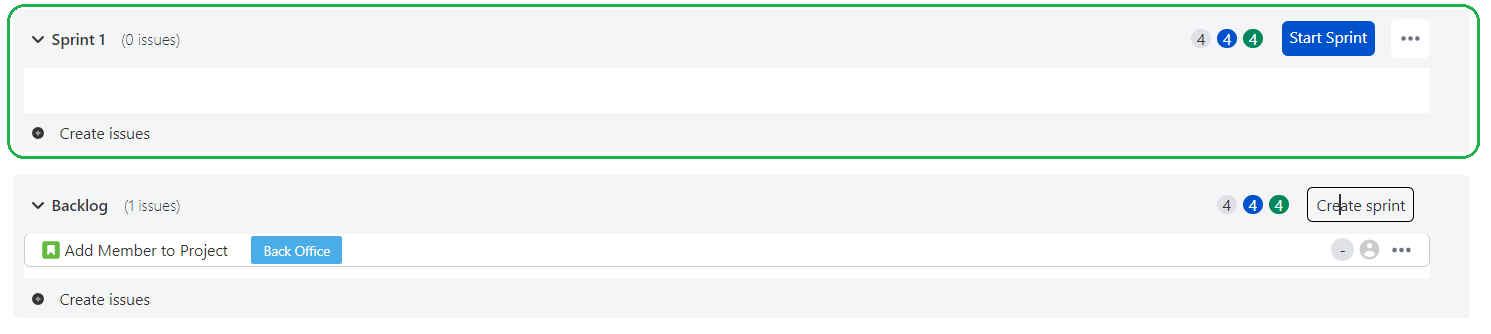 Sprint 1 (0 issues) 4 4 4 Start Sprint
Create issues
Backlog (1 issues) 4 4 4 Create sprint
Add Member to Project Back Office -
Create issues